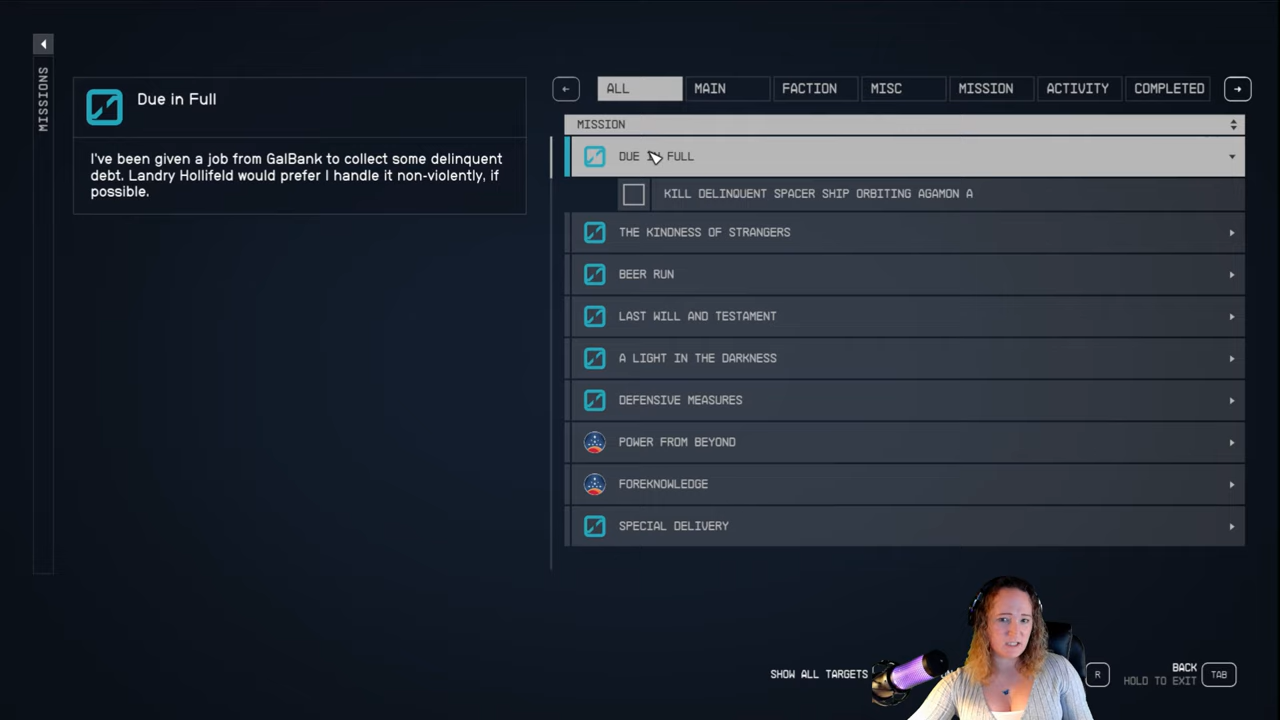 MISSIONS
Due in Full
I've been given a job from GalBank to collect some delinquent
debt. Landry Hollifeld would prefer I handle it non-violently, if
possible.
ALL
MAIN
FACTION
MISC
MISSION
ACTIVITY
COMPLETED
MISSION
DUE IN FULL
KILL DELINQUENT SPACER SHIP ORBITING AGAMON A
THE KINDNESS OF STRANGERS
BEER RUN
LAST WILL AND TESTAMENT
A LIGHT IN THE DARKNESS
DEFENSIVE MEASURES
POWER FROM BEYOND
FOREKNOWLEDGE
SPECIAL DELIVERY
SHOW ALL TARGETS
R
BACK
HOLD TO EXIT
TAB